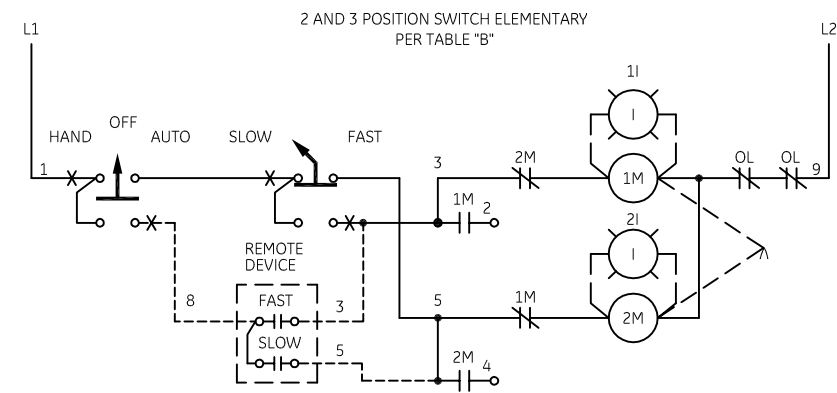 2 AND 3 POSITION SWITCH ELEMENTARY
PER TABLE "B"
L1
L2
1I
I
HAND
OFF
AUTO
SLOW
FAST
1
3
2M
1M
OL
OL
9
1M
2
2I
I
REMOTE
DEVICE
8
FAST
3
5
1M
2M
SLOW
5
2M
4